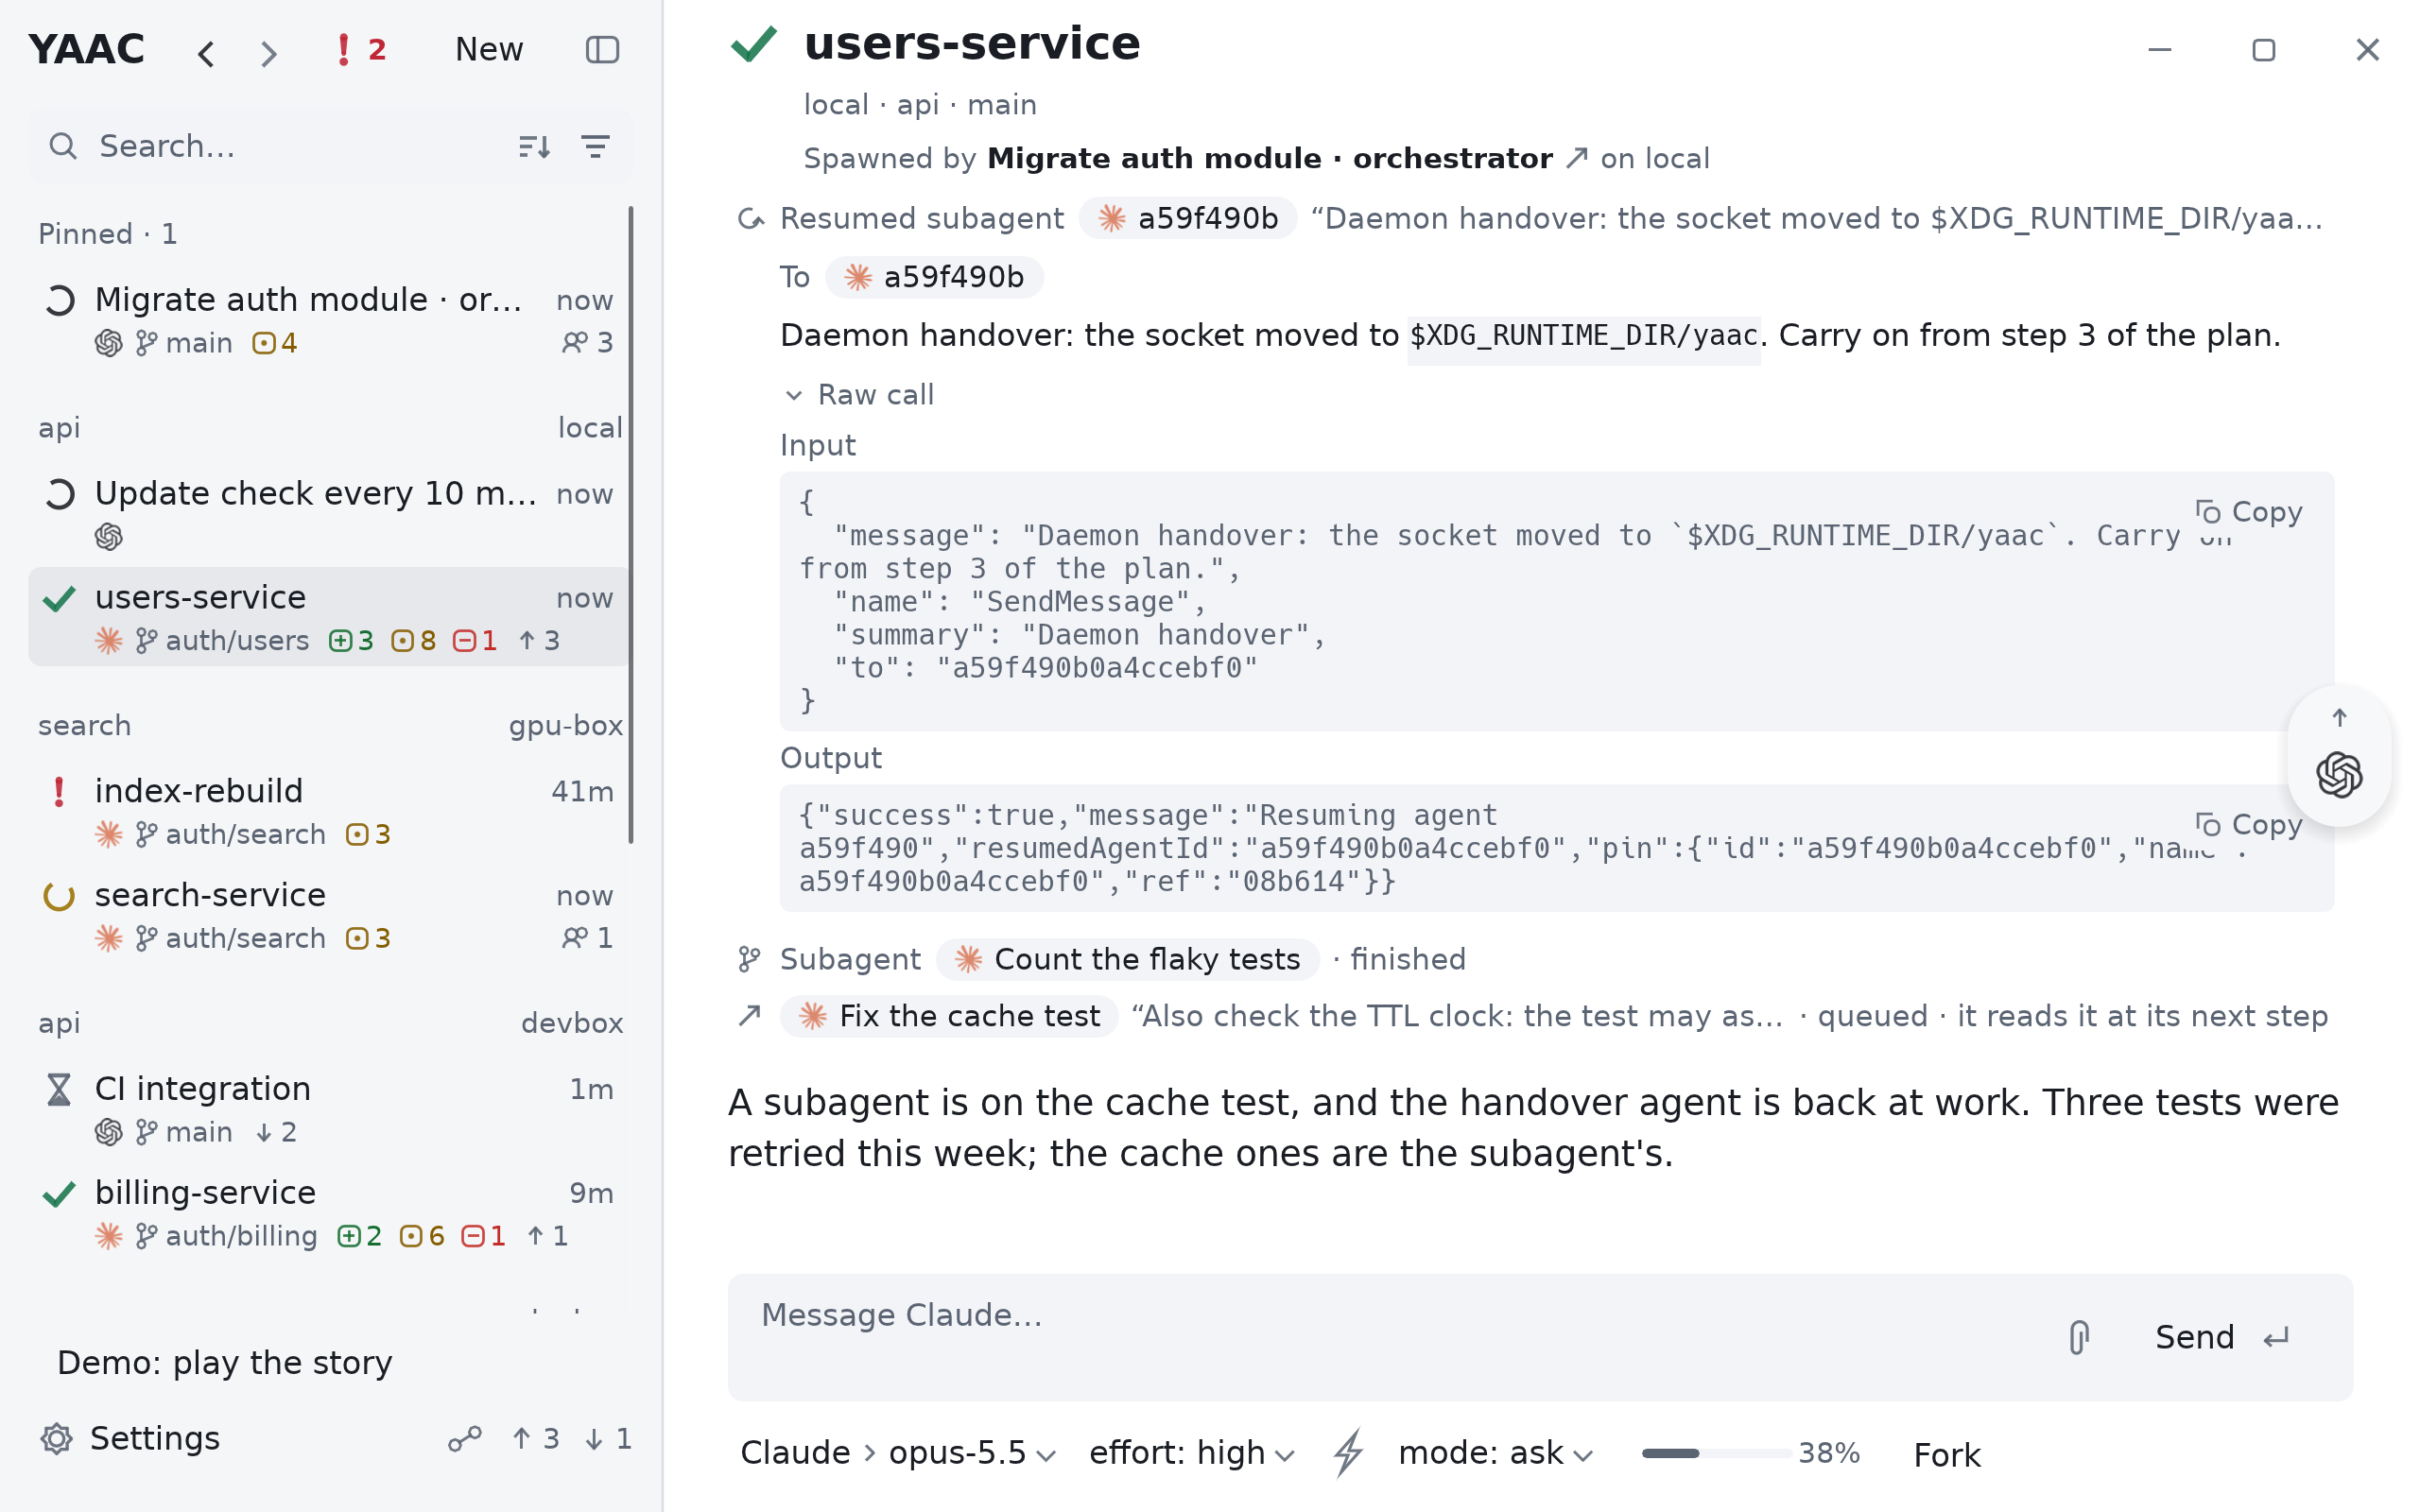 YAAC
2
New
Search…
Pinned · 1
Migrate auth module · or… now
main 4 3
api local
Update check every 10 m… now
users-service now
auth/users 3 8 1 ↑ 3
search gpu-box
index-rebuild 41m
auth/search 3
search-service now
auth/search 3 1
api devbox
CI integration 1m
main ↓ 2
billing-service 9m
auth/billing 2 6 1 ↑ 1
Demo: play the story
Settings ↑ 3 ↓ 1
users-service
local · api · main
Spawned by Migrate auth module · orchestrator ↗ on local
Resumed subagent a59f490b “Daemon handover: the socket moved to $XDG_RUNTIME_DIR/yaa…
To a59f490b
Daemon handover: the socket moved to $XDG_RUNTIME_DIR/yaac. Carry on from step 3 of the plan.
Raw call
Input
Copy
{
"message": "Daemon handover: the socket moved to `$XDG_RUNTIME_DIR/yaac`. Carry on
from step 3 of the plan.",
"name": "SendMessage",
"summary": "Daemon handover",
"to": "a59f490b0a4ccebf0"
}
Output
Copy
{"success":true,"message":"Resuming agent
a59f490","resumedAgentId":"a59f490b0a4ccebf0","pin":{"id":"a59f490b0a4ccebf0","name
a59f490b0a4ccebf0","ref":"08b614"}}
Subagent Count the flaky tests · finished
Fix the cache test “Also check the TTL clock: the test may as… · queued · it reads it at its next step
A subagent is on the cache test, and the handover agent is back at work. Three tests were
retried this week; the cache ones are the subagent's.
Message Claude…
Send
Claude > opus-5.5 effort: high mode: ask 38% Fork